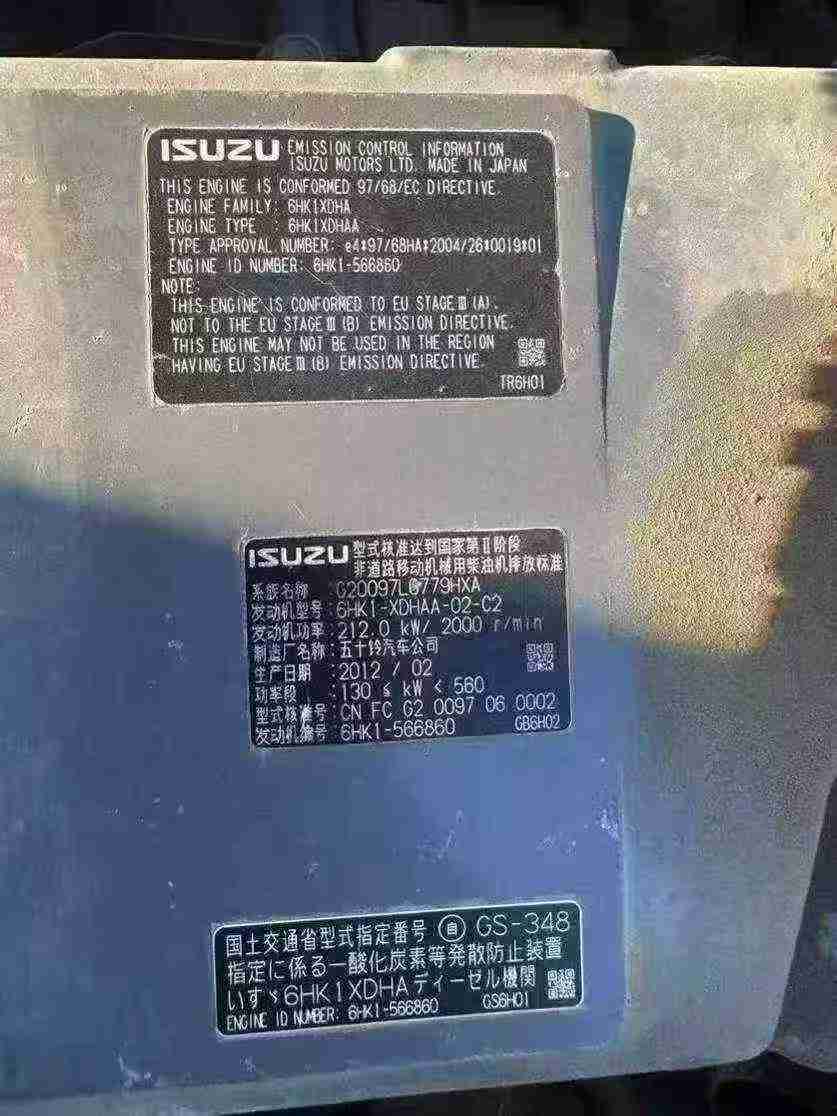 ISUZU EMISSION CONTROL INFORMATION
ISUZU MOTORS LTD. MADE IN JAPAN
THIS ENGINE IS CONFORMED 97/68/EC DIRECTIVE.
ENGINE FAMILY: 6HK1XDHA
ENGINE TYPE : 6HK1XDHAA
TYPE APPROVAL NUMBER: e4*97/68HA*2004/26*0019*01
ENGINE ID NUMBER: 6HK1-566860
NOTE:
THIS ENGINE IS CONFORMED TO EU STAGE Ⅲ (A).
NOT TO THE EU STAGE Ⅲ (B) EMISSION DIRECTIVE.
THIS ENGINE MAY NOT BE USED IN THE REGION
HAVING EU STAGE Ⅲ (B) EMISSION DIRECTIVE.
TR6H01
ISUZU 型式核准达到国家第Ⅱ阶段
非道路移动机械用柴油机排放标准
系族名称 : G20097L0779HXA
发动机型号: 6HK1-XDHAA-02-C2
发动机功率: 212.0 kW/ 2000 r/min
制造厂名称: 五十铃汽车公司
生产日期 : 2012 / 02
功率段 : 130 ≤ kW < 560
型式核准号: CN FC G2 0097 06 0002
发动机编号: 6HK1-566860 GB6H02
国土交通省型式指定番号 自 GS-348
指定に係る一酸化炭素等発散防止装置
いすゞ6HK1XDHAディーゼル機関
ENGINE ID NUMBER: 6HK1-566860 GS6H01